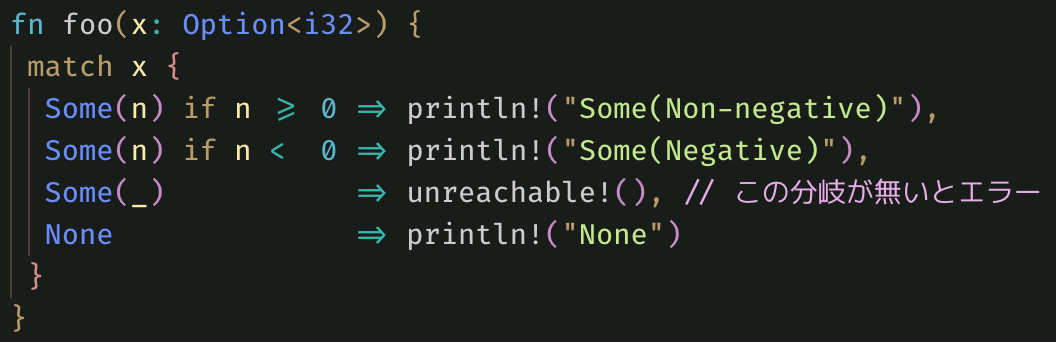 fn foo(x: Option<i32>) {
 match x {
  Some(n) if n >= 0 => println!("Some(Non-negative)"),
  Some(n) if n <  0 => println!("Some(Negative)"),
  Some(_)           => unreachable!(), // この分岐が無いとエラー
  None              => println!("None")
 }
}